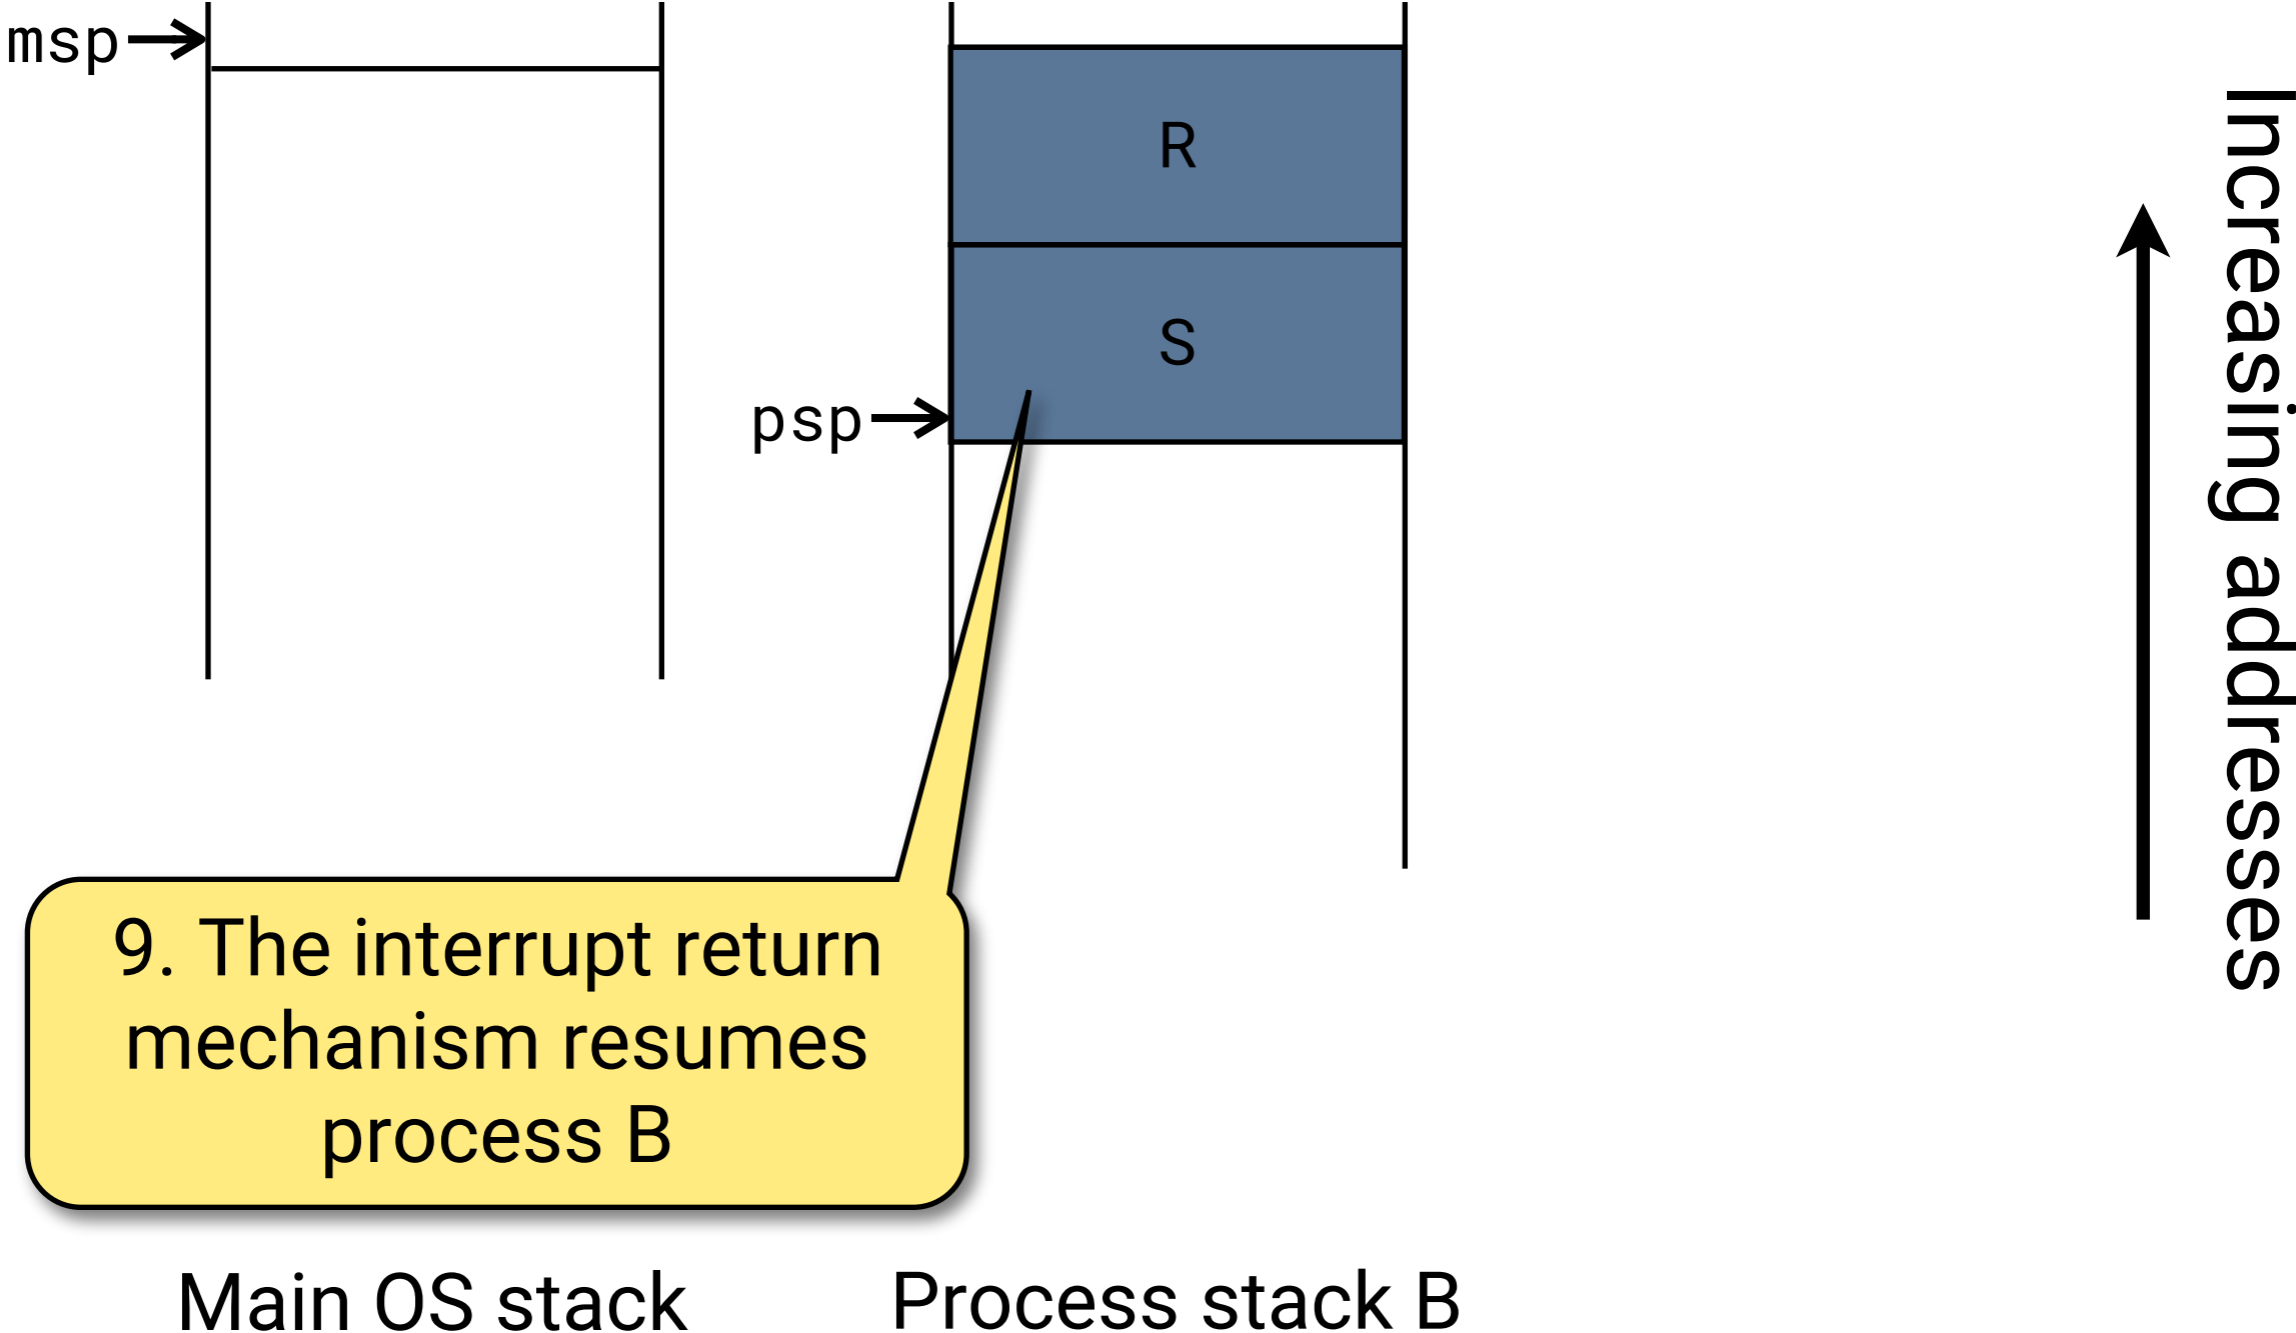 msp
R
S
psp
Increasing addresses
9. The interrupt return
mechanism resumes
process B
Main OS stack
Process stack B